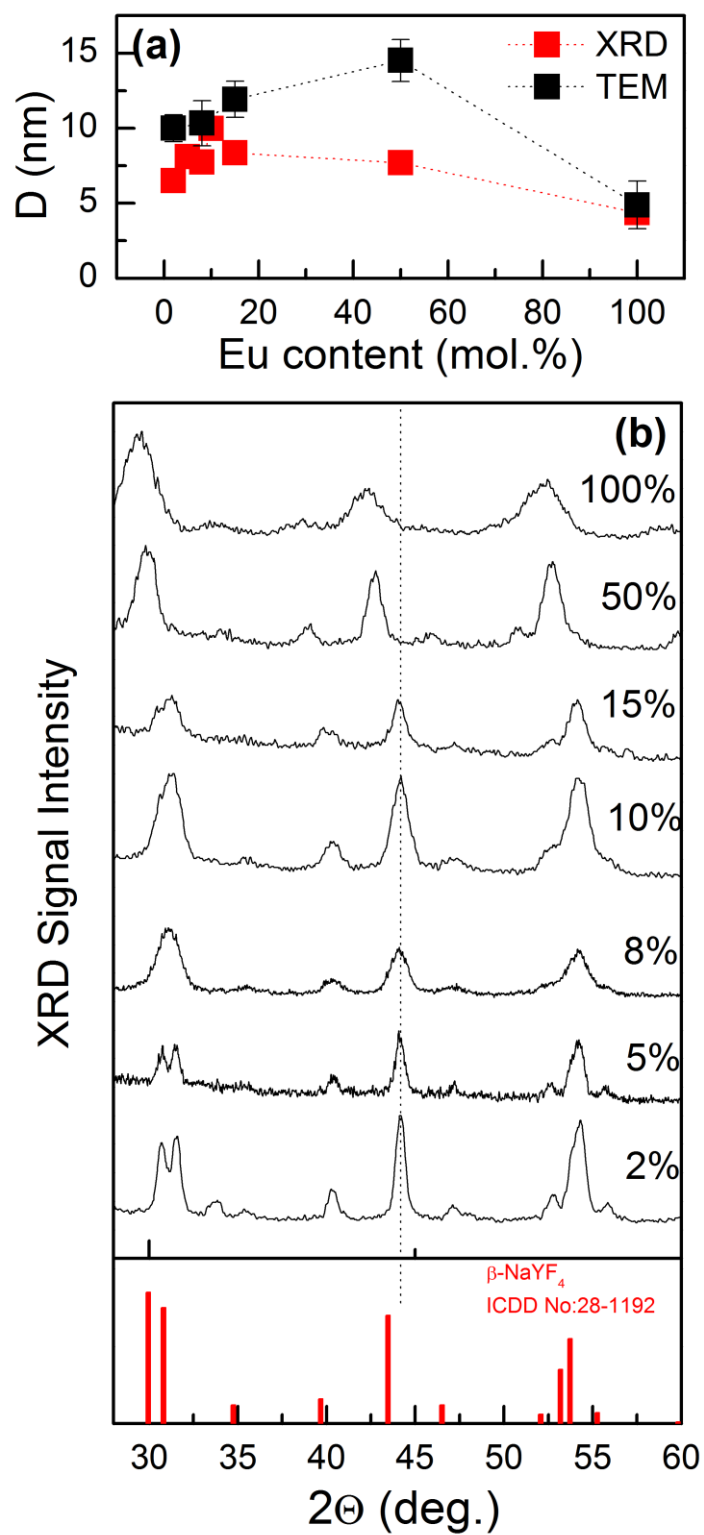 (a)
XRD
TEM
15
10
5
0
D (nm)
0 20 40 60 80 100
Eu content (mol.%)
(b)
100%
50%
15%
10%
8%
5%
2%
XRD Signal Intensity
β-NaYF₄
ICDD No:28-1192
30 35 40 45 50 55 60
2Θ (deg.)